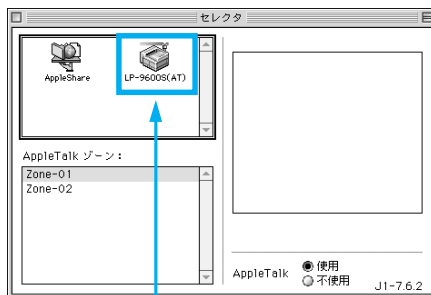 セレクタ
AppleShare
LP-9600S(AT)
AppleTalk ゾーン：
Zone-01
Zone-02
AppleTalk
使用
不使用
J1-7.6.2